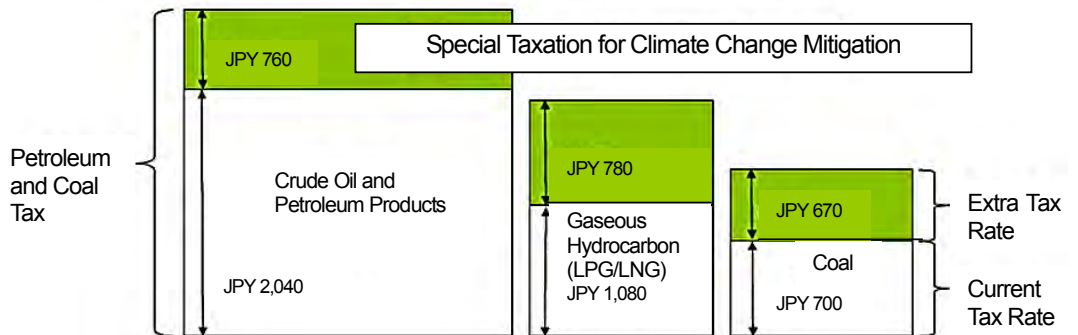 Special Taxation for Climate Change Mitigation
JPY 760
Petroleum
and Coal
Tax
Crude Oil and
Petroleum Products
JPY 2,040
JPY 780
Gaseous
Hydrocarbon
(LPG/LNG)
JPY 1,080
JPY 670
Coal
JPY 700
Extra Tax
Rate
Current
Tax Rate